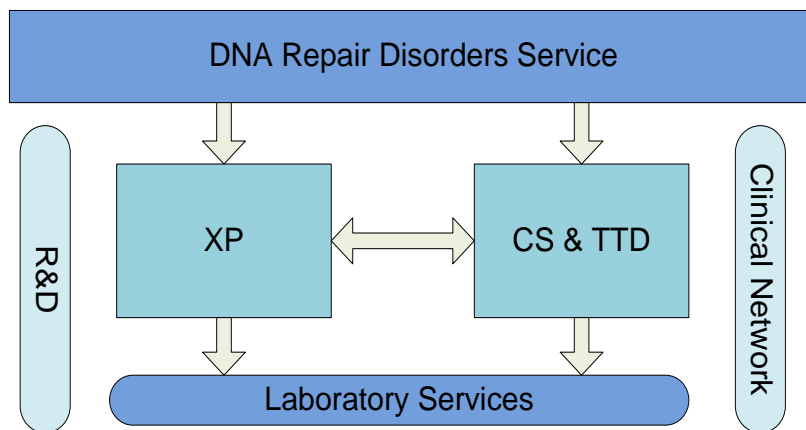 DNA Repair Disorders Service
R&D
XP
CS & TTD
Clinical Network
Laboratory Services